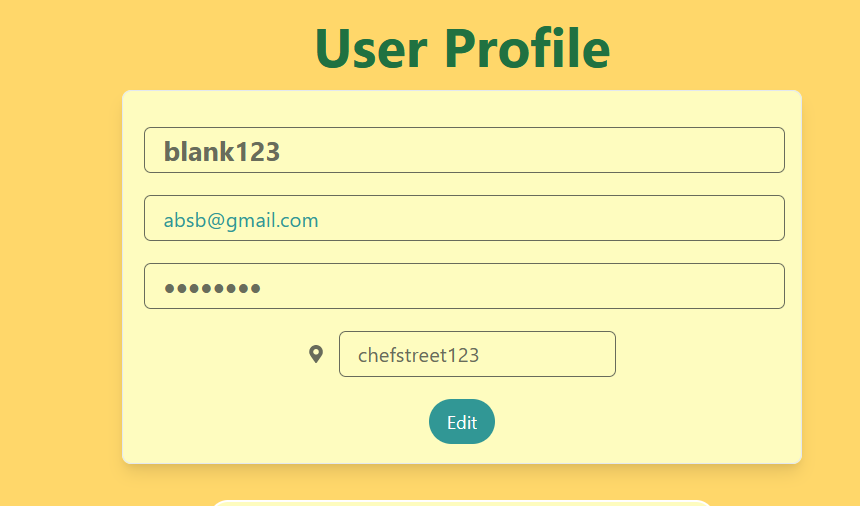 User Profile
blank123
absb@gmail.com
••••••••
chefstreet123
Edit